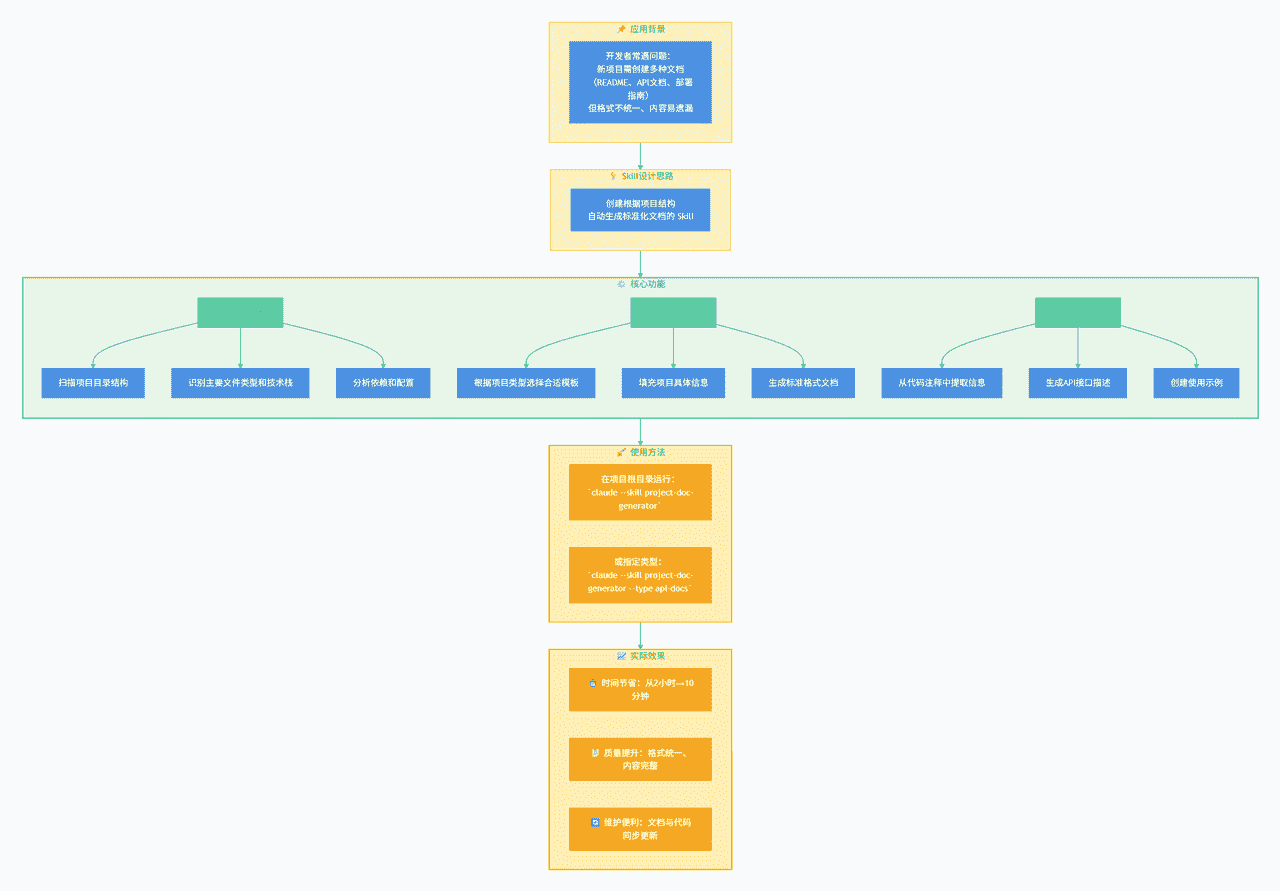 📌 应用背景
开发者常遇问题：
新项目需创建多种文档
（README、API文档、部署
指南）
但格式不统一、内容易遗漏
💡 Skill设计思路
创建根据项目结构
自动生成标准化文档的 Skill
⚙️ 核心功能
扫描项目目录结构
识别主要文件类型和技术栈
分析依赖和配置
根据项目类型选择合适模板
填充项目具体信息
生成标准格式文档
从代码注释中提取信息
生成API接口描述
创建使用示例
使用方法
在项目根目录运行：
`claude --skill project-doc-
generator`
或指定类型：
`claude --skill project-doc-
generator --type api-docs`
实际效果
时间节省：从2小时→10
分钟
质量提升：格式统一、
内容完整
🔄 维护便利：文档与代码
同步更新